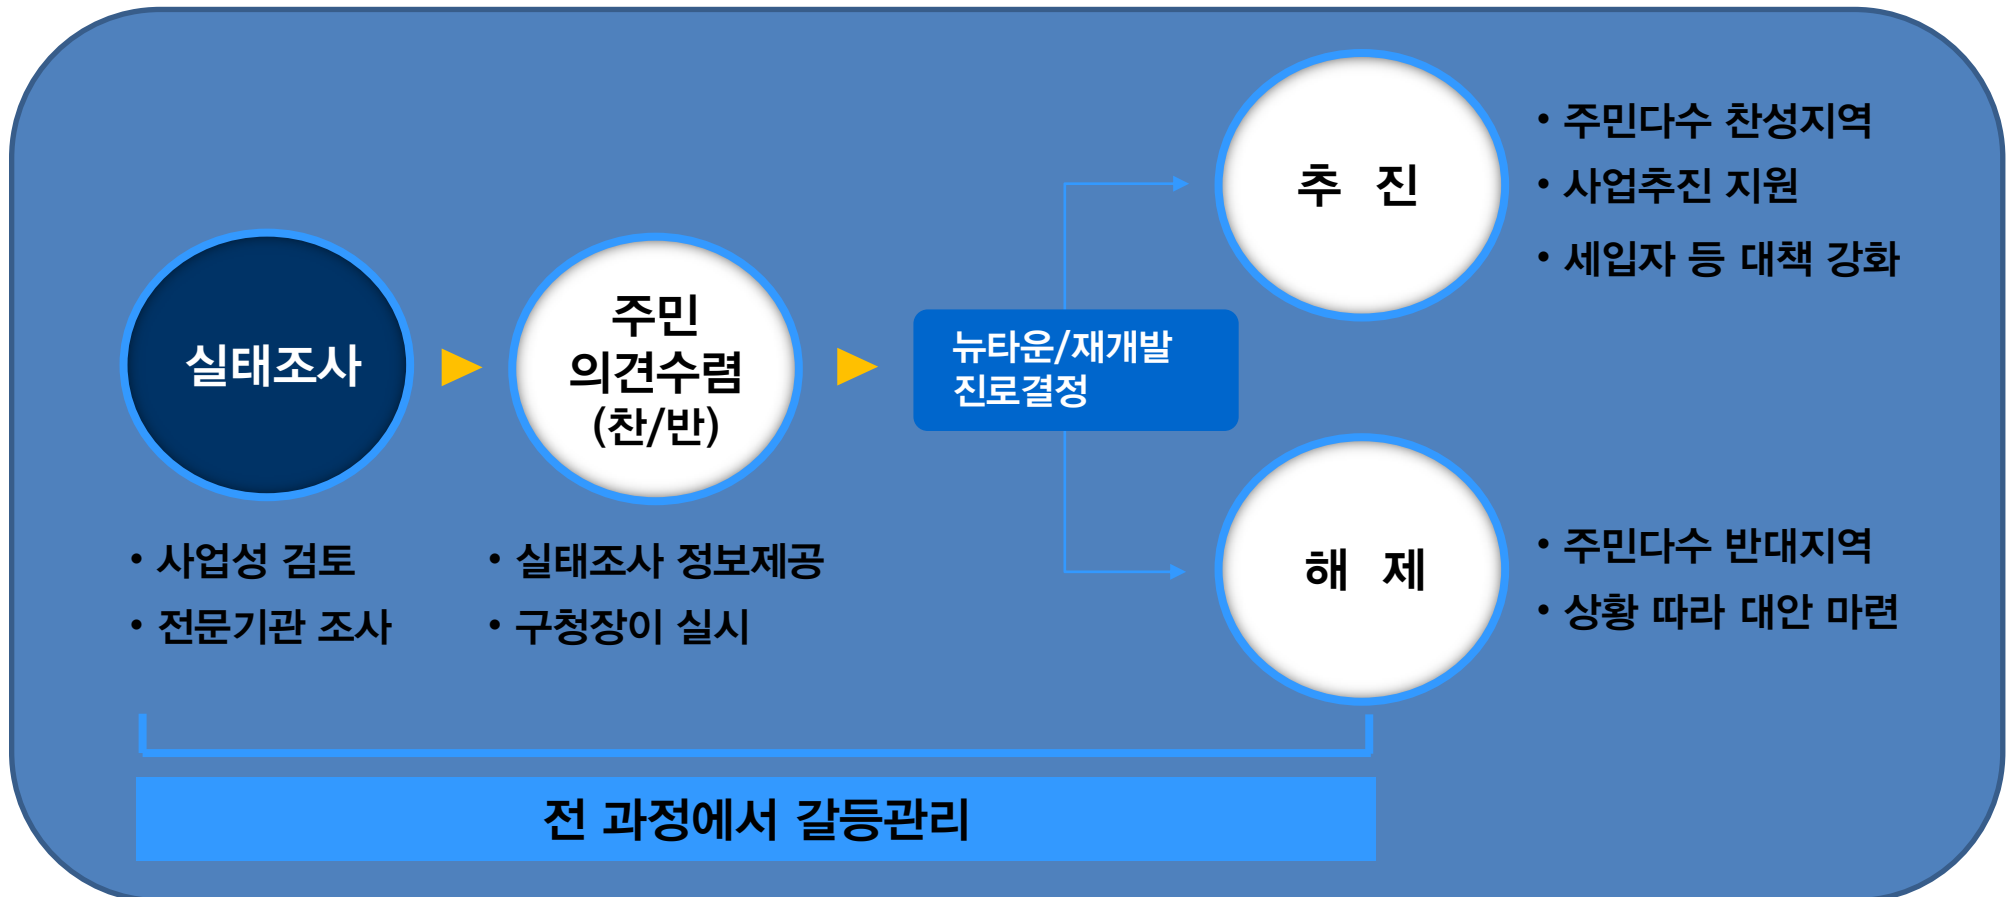 실태조사
• 사업성 검토
• 전문기관 조사
주민
의견수렴
(찬/반)
• 실태조사 정보제공
• 구청장이 실시
뉴타운/재개발
진로결정
추 진
• 주민다수 찬성지역
• 사업추진 지원
• 세입자 등 대책 강화
해 제
• 주민다수 반대지역
• 상황 따라 대안 마련
전 과정에서 갈등관리